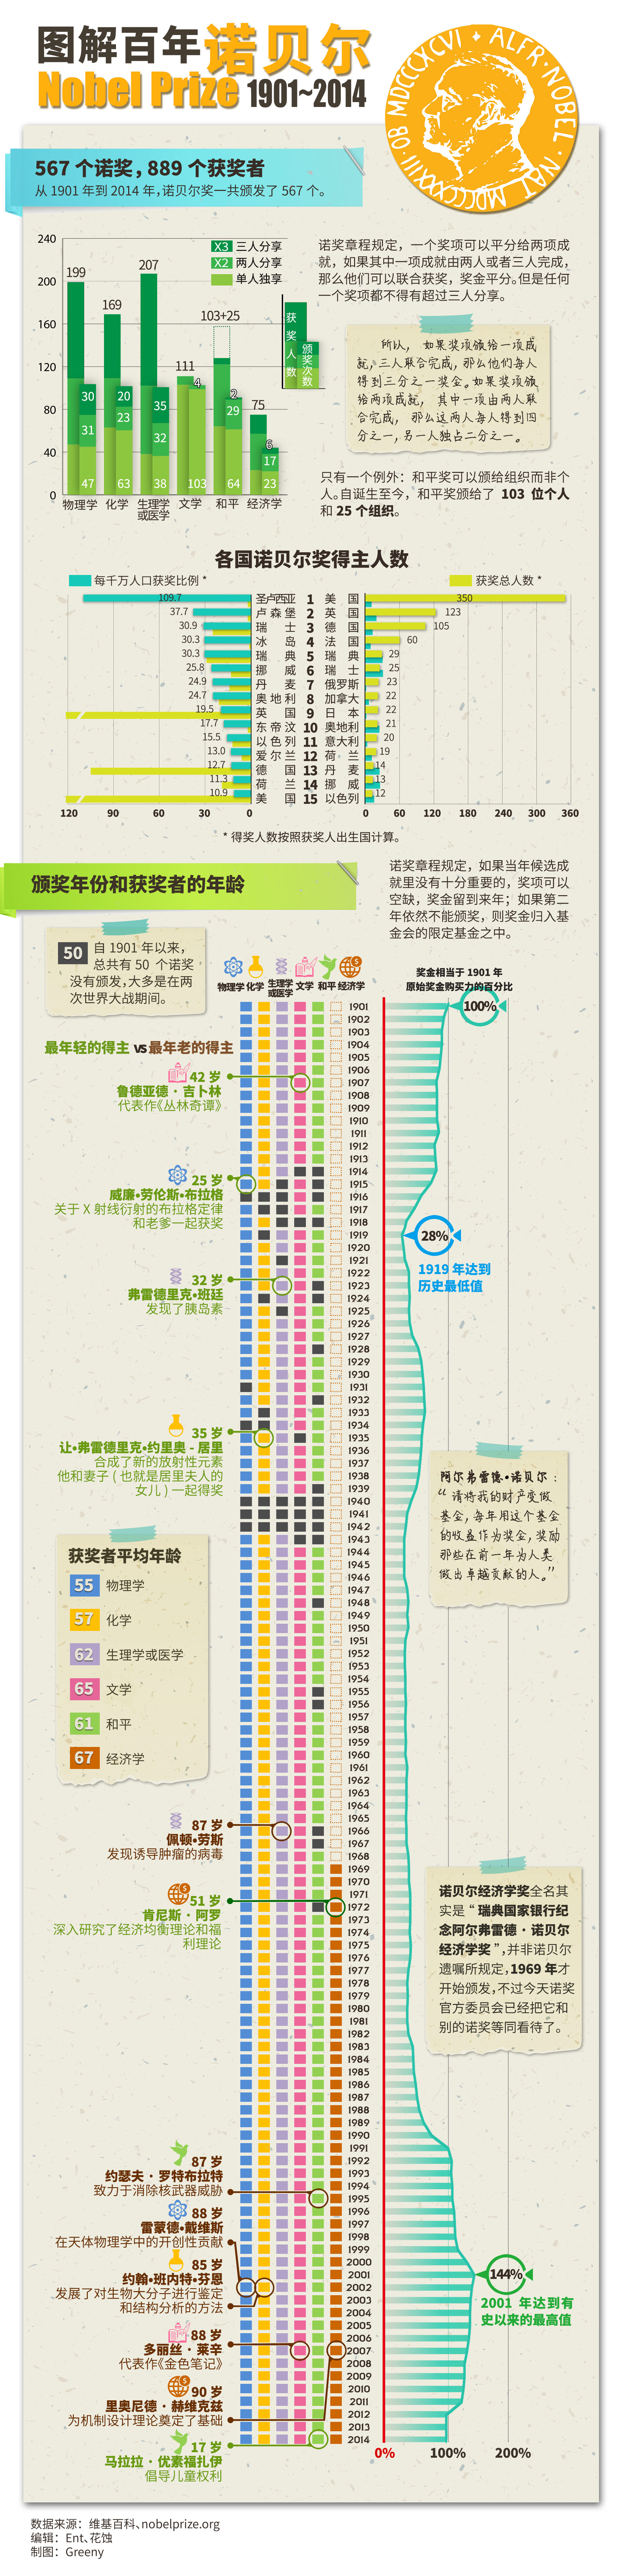 图解百年诺贝尔
Nobel Prize 1901~2014
MDCCCXXXIII·OB·MDCCCXCVI ✦ ALFR·NOBEL NAT
567 个诺奖，889 个获奖者
从 1901 年到 2014 年，诺贝尔奖一共颁发了 567 个。
诺奖章程规定，一个奖项可以平分给两项成
就，如果其中一项成就由两人或者三人完成，
那么他们可以联合获奖，奖金平分。但是任何
一个奖项都不得有超过三人分享。
X3 三人分享
X2 两人分享
单人独享
获奖人数
颁奖次数
240
200
160
120
80
40
0
199
30
31
47
物理学
169
20
23
63
化学
207
35
32
38
生理学
或医学
111
4
103
文学
103+25
2
29
64
和平
75
6
17
23
经济学
所以，如果奖项颁给一项成
就，三人联合完成，那么他们每人
得到三分之一奖金。如果奖项颁
给两项成就，其中一项由两人联
合完成，那么这两人每人得到四
分之一，另一人独占二分之一。
只有一个例外：和平奖可以颁给组织而非个
人。自诞生至今，和平奖颁给了 103 位个人
和 25 个组织。
各国诺贝尔奖得主人数
每千万人口获奖比例 *
获奖总人数 *
109.7 圣卢西亚 1 美国 350
37.7 卢森堡 2 英国 123
30.9 瑞士 3 德国 105
30.3 冰岛 4 法国 60
30.3 瑞典 5 瑞典 29
25.8 挪威 6 瑞士 25
24.9 丹麦 7 俄罗斯 23
24.7 奥地利 8 加拿大 22
19.5 英国 9 日本 22
17.7 东帝汶 10 奥地利 21
15.5 以色列 11 意大利 20
13.0 爱尔兰 12 荷兰 19
12.7 德国 13 丹麦 14
11.3 荷兰 14 挪威 13
10.9 美国 15 以色列 12
120 90 60 30 0
0 60 120 180 240 300 360
* 得奖人数按照获奖人出生国计算。
颁奖年份和获奖者的年龄
诺奖章程规定，如果当年候选成
就里没有十分重要的，奖项可以
空缺，奖金留到来年；如果第二
年依然不能颁奖，则奖金归入基
金会的限定基金之中。
50 自 1901 年以来，
总共有 50 个诺奖
没有颁发，大多是在两
次世界大战期间。
物理学 化学 生理学或医学 文学 和平 经济学
奖金相当于 1901 年
原始奖金购买力的百分比
100%
最年轻的得主 vs 最年老的得主
42 岁
鲁德亚德·吉卜林
代表作《丛林奇谭》
25 岁
威廉·劳伦斯·布拉格
关于 X 射线衍射的布拉格定律
和老爹一起获奖
28%
1919 年达到
历史最低值
32 岁
弗雷德里克·班廷
发现了胰岛素
35 岁
让·弗雷德里克·约里奥 - 居里
合成了新的放射性元素
他和妻子 ( 也就是居里夫人的
女儿 ) 一起得奖
阿尔弗雷德·诺贝尔：
“请将我的财产变做
基金，每年用这个基金
的收益作为奖金，奖励
那些在前一年为人类
做出卓越贡献的人。”
获奖者平均年龄
55 物理学
57 化学
62 生理学或医学
65 文学
61 和平
67 经济学
87 岁
佩顿·劳斯
发现诱导肿瘤的病毒
51 岁
肯尼斯 · 阿罗
深入研究了经济均衡理论和福
利理论
诺贝尔经济学奖全名其
实是“瑞典国家银行纪
念阿尔弗雷德 · 诺贝尔
经济学奖”，并非诺贝尔
遗嘱所规定，1969 年才
开始颁发，不过今天诺奖
官方委员会已经把它和
别的诺奖等同看待了。
87 岁
约瑟夫 · 罗特布拉特
致力于消除核武器威胁
88 岁
雷蒙德·戴维斯
在天体物理学中的开创性贡献
85 岁
约翰·班内特·芬恩
发展了对生物大分子进行鉴定
和结构分析的方法
144%
2001 年达到有
史以来的最高值
88 岁
多丽丝 · 莱辛
代表作《金色笔记》
90 岁
里奥尼德 · 赫维克兹
为机制设计理论奠定了基础
17 岁
马拉拉 · 优素福扎伊
倡导儿童权利
1901
1902
1903
1904
1905
1906
1907
1908
1909
1910
1911
1912
1913
1914
1915
1916
1917
1918
1919
1920
1921
1922
1923
1924
1925
1926
1927
1928
1929
1930
1931
1932
1933
1934
1935
1936
1937
1938
1939
1940
1941
1942
1943
1944
1945
1946
1947
1948
1949
1950
1951
1952
1953
1954
1955
1956
1957
1958
1959
1960
1961
1962
1963
1964
1965
1966
1967
1968
1969
1970
1971
1972
1973
1974
1975
1976
1977
1978
1979
1980
1981
1982
1983
1984
1985
1986
1987
1988
1989
1990
1991
1992
1993
1994
1995
1996
1997
1998
1999
2000
2001
2002
2003
2004
2005
2006
2007
2008
2009
2010
2011
2012
2013
2014
0% 100% 200%
数据来源：维基百科、nobelprize.org
编辑：Ent、花蚀
制图：Greeny